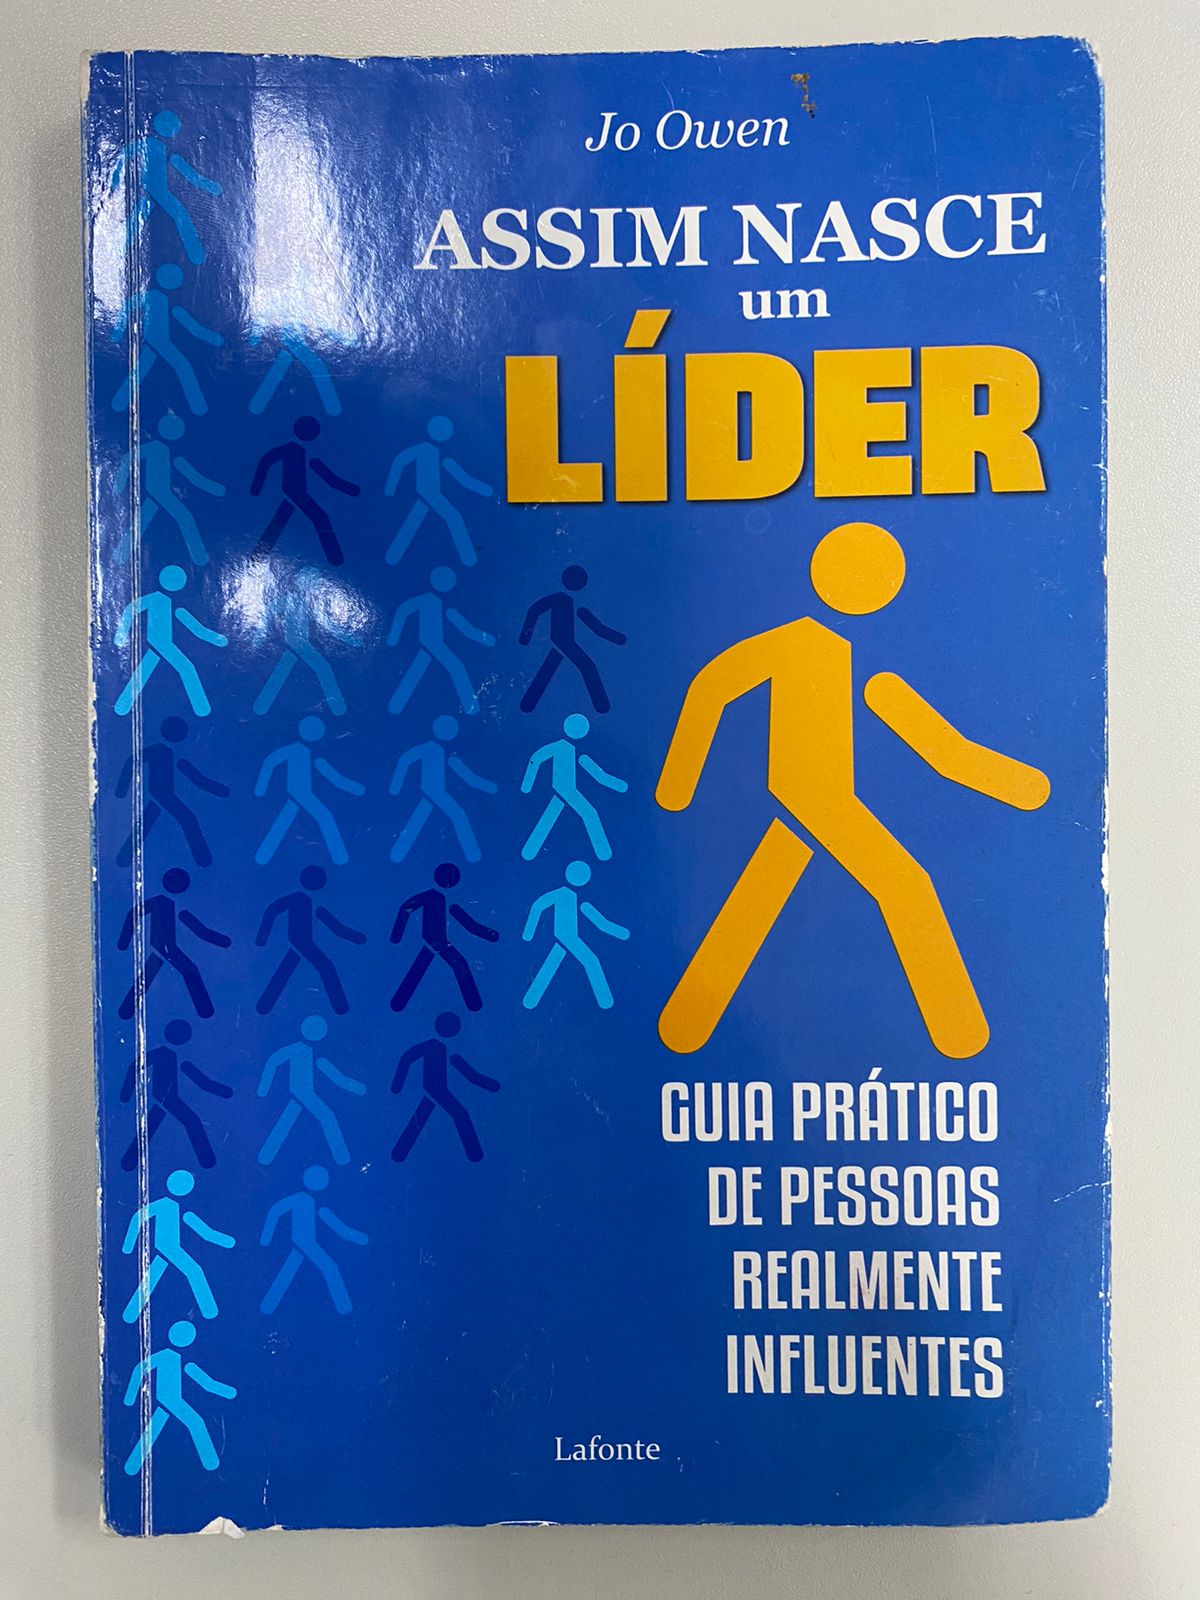 Jo Owen
ASSIM NASCE
um
LÍDER
GUIA PRÁTICO
DE PESSOAS
REALMENTE
INFLUENTES
Lafonte